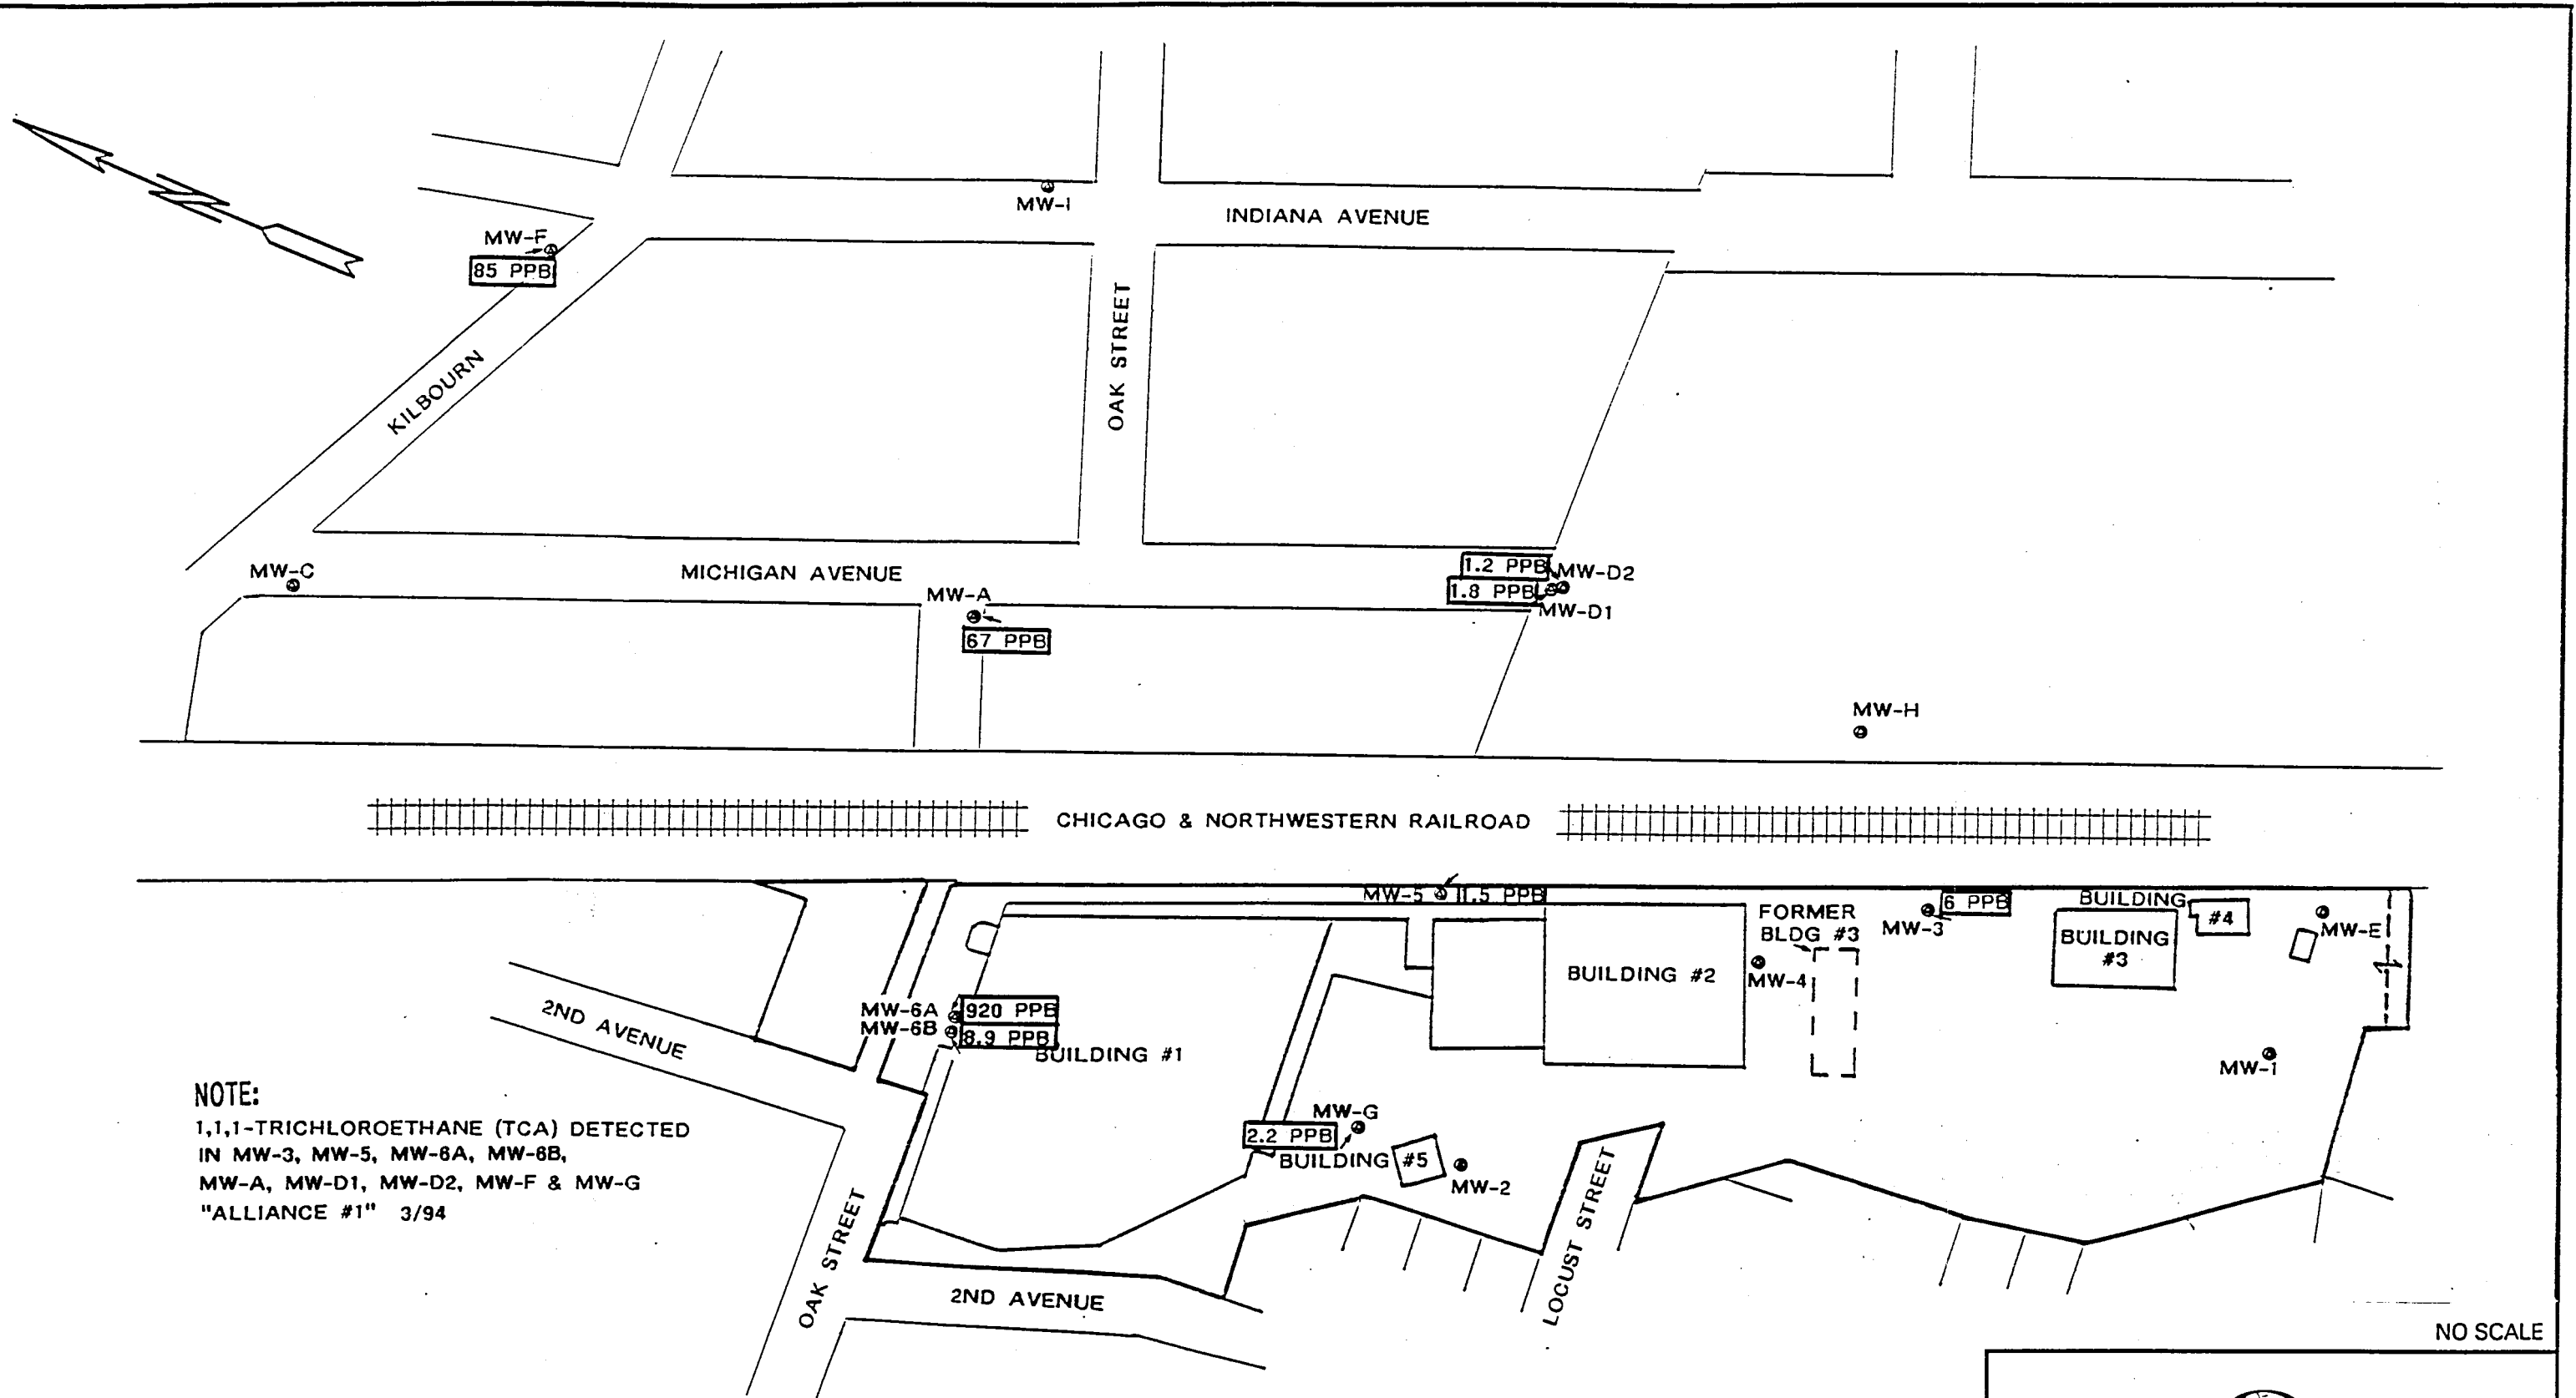 MW-I
INDIANA AVENUE
MW-F
85 PPB
OAK STREET
KILBOURN
MW-C
MICHIGAN AVENUE
MW-A
67 PPB
1.2 PPB
MW-D2
1.8 PPB
MW-D1
MW-H
CHICAGO & NORTHWESTERN RAILROAD
MW-5
1.5 PPB
FORMER
BLDG #3
MW-3
6 PPB
BUILDING
#4
BUILDING
#3
MW-E
BUILDING #2
MW-4
MW-6A
920 PPB
MW-6B
8.9 PPB
BUILDING #1
2ND AVENUE
MW-1
MW-G
2.2 PPB
BUILDING #5
MW-2
NOTE:
1,1,1-TRICHLOROETHANE (TCA) DETECTED
IN MW-3, MW-5, MW-6A, MW-6B,
MW-A, MW-D1, MW-D2, MW-F & MW-G
"ALLIANCE #1" 3/94
OAK STREET
LOCUST STREET
2ND AVENUE
NO SCALE